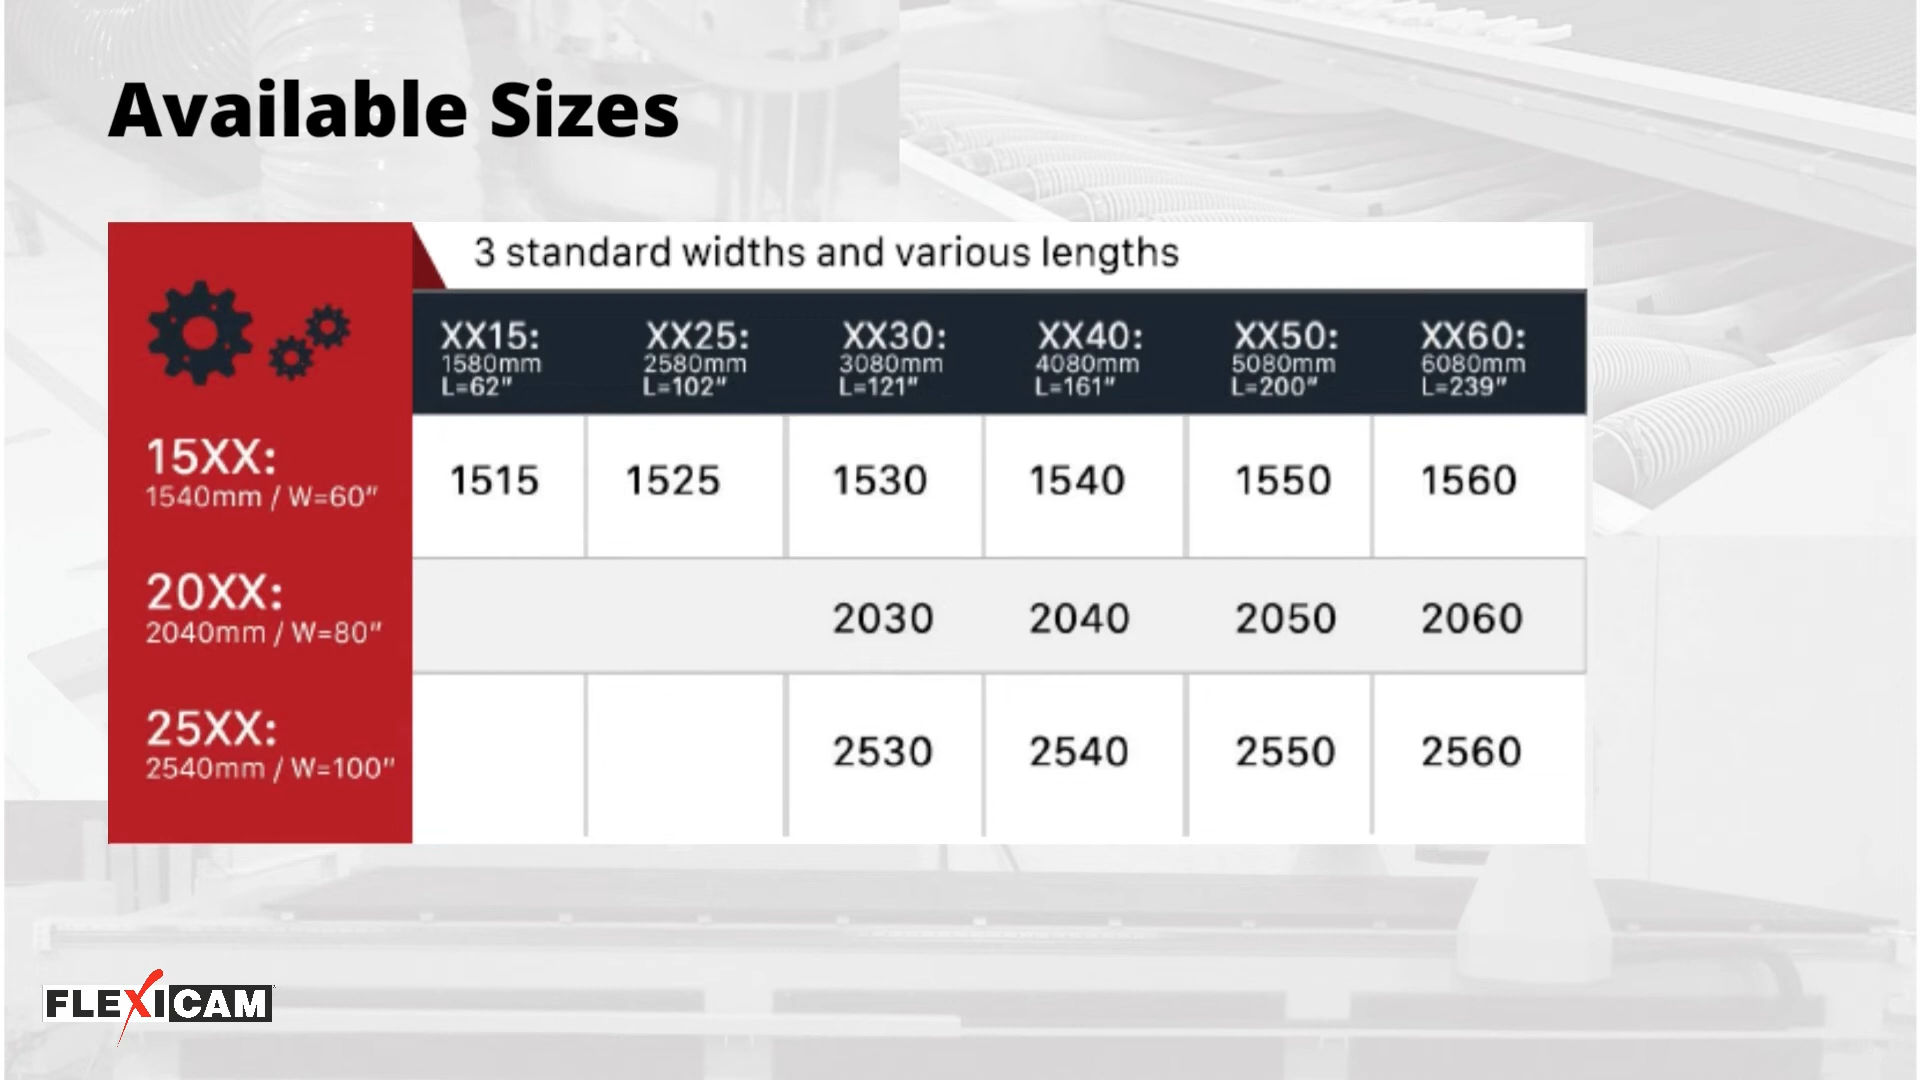 Available Sizes
3 standard widths and various lengths
XX15: XX25: XX30: XX40: XX50: XX60:
1580mm 2580mm 3080mm 4080mm 5080mm 6080mm
L=62" L=102" L=121" L=161" L=200" L=239"
15XX:
1540mm / W=60"
1515 1525 1530 1540 1550 1560
20XX:
2040mm / W=80"
2030 2040 2050 2060
25XX:
2540mm / W=100"
2530 2540 2550 2560
FLEXICAM